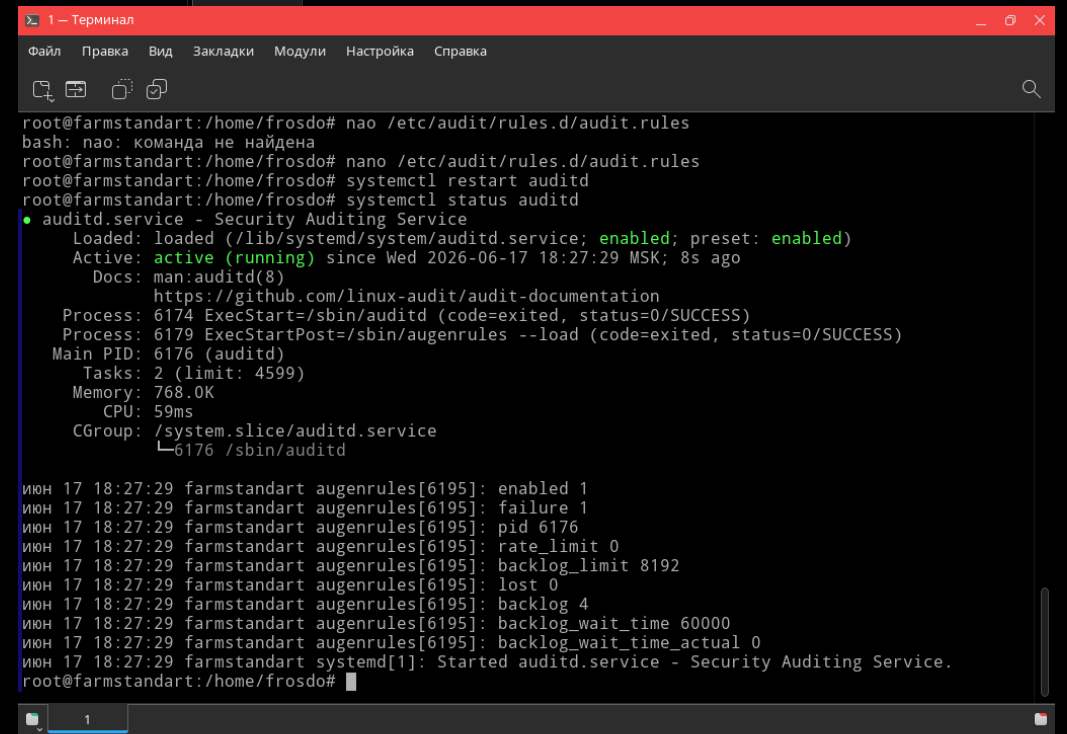 1 — Терминал
Файл Правка Вид Закладки Модули Настройка Справка
root@farmstandart:/home/frosdo# nao /etc/audit/rules.d/audit.rules
bash: nao: команда не найдена
root@farmstandart:/home/frosdo# nano /etc/audit/rules.d/audit.rules
root@farmstandart:/home/frosdo# systemctl restart auditd
root@farmstandart:/home/frosdo# systemctl status auditd
● auditd.service - Security Auditing Service
Loaded: loaded (/lib/systemd/system/auditd.service; enabled; preset: enabled)
Active: active (running) since Wed 2026-06-17 18:27:29 MSK; 8s ago
Docs: man:auditd(8)
https://github.com/linux-audit/audit-documentation
Process: 6174 ExecStart=/sbin/auditd (code=exited, status=0/SUCCESS)
Process: 6179 ExecStartPost=/sbin/augenrules --load (code=exited, status=0/SUCCESS)
Main PID: 6176 (auditd)
Tasks: 2 (limit: 4599)
Memory: 768.0K
CPU: 59ms
CGroup: /system.slice/auditd.service
└─6176 /sbin/auditd
июн 17 18:27:29 farmstandart augenrules[6195]: enabled 1
июн 17 18:27:29 farmstandart augenrules[6195]: failure 1
июн 17 18:27:29 farmstandart augenrules[6195]: pid 6176
июн 17 18:27:29 farmstandart augenrules[6195]: rate_limit 0
июн 17 18:27:29 farmstandart augenrules[6195]: backlog_limit 8192
июн 17 18:27:29 farmstandart augenrules[6195]: lost 0
июн 17 18:27:29 farmstandart augenrules[6195]: backlog 4
июн 17 18:27:29 farmstandart augenrules[6195]: backlog_wait_time 60000
июн 17 18:27:29 farmstandart augenrules[6195]: backlog_wait_time_actual 0
июн 17 18:27:29 farmstandart systemd[1]: Started auditd.service - Security Auditing Service.
root@farmstandart:/home/frosdo#
1